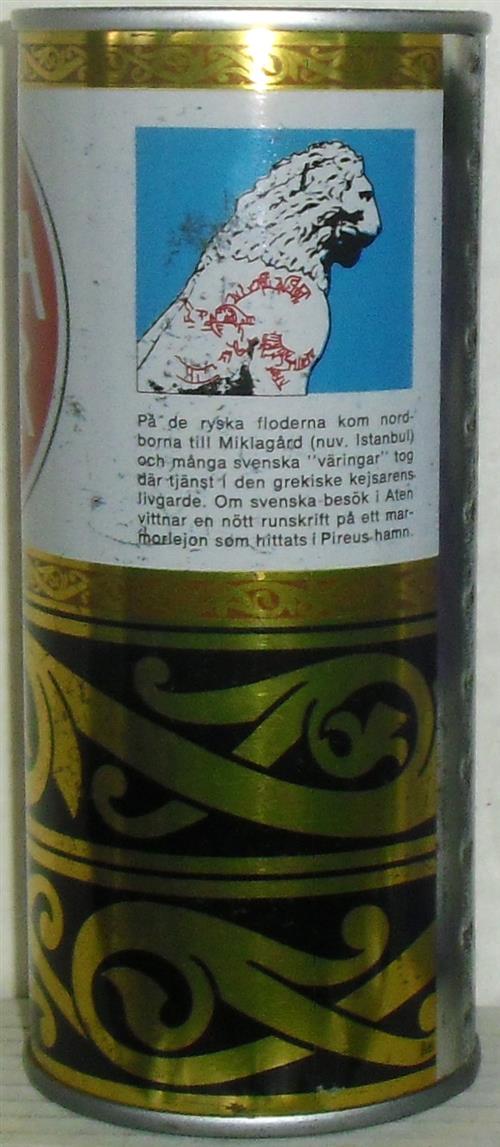 På de ryska floderna kom nord-
borna till Miklagård (nuv. Istanbul)
och många svenska "väringar" tog
där tjänst i den grekiske kejsarens
livgarde. Om svenska besök i Aten
vittnar en nött runskrift på ett mar-
morlejon som hittats i Pireus hamn.